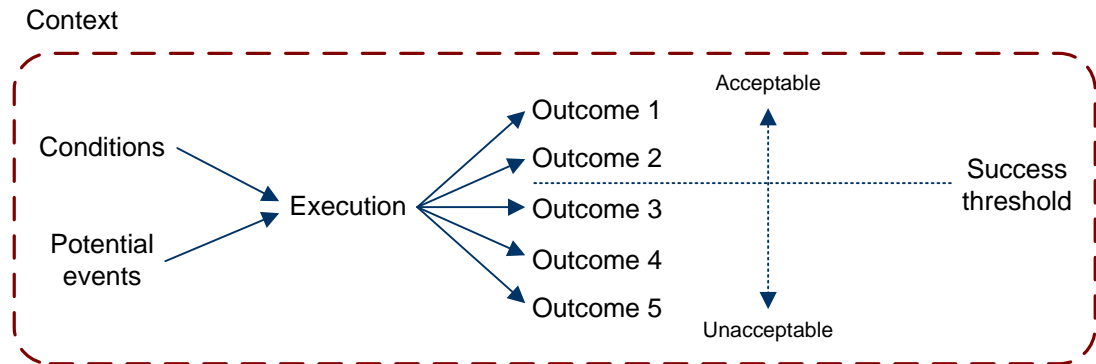 Context
Acceptable
Outcome 1
Conditions
Outcome 2
Success
threshold
Execution
Outcome 3
Potential
events
Outcome 4
Outcome 5
Unacceptable